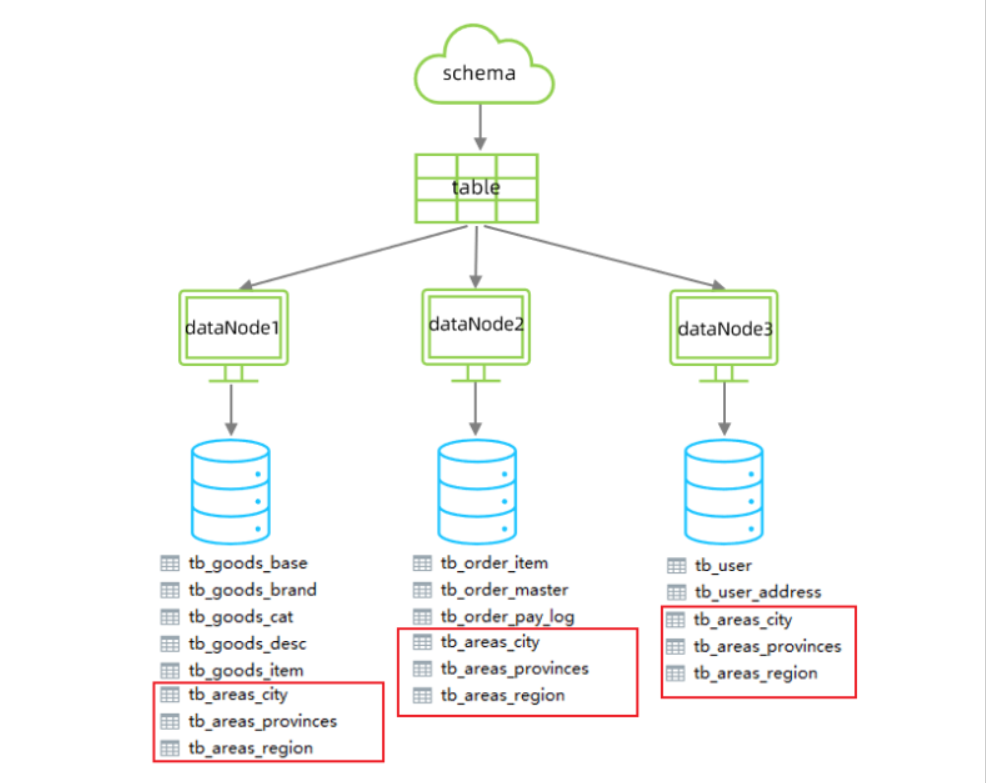 schema
table
dataNode1
dataNode2
dataNode3
tb_goods_base
tb_goods_brand
tb_goods_cat
tb_goods_desc
tb_goods_item
tb_areas_city
tb_areas_provinces
tb_areas_region
tb_order_item
tb_order_master
tb_order_pay_log
tb_areas_city
tb_areas_provinces
tb_areas_region
tb_user
tb_user_address
tb_areas_city
tb_areas_provinces
tb_areas_region